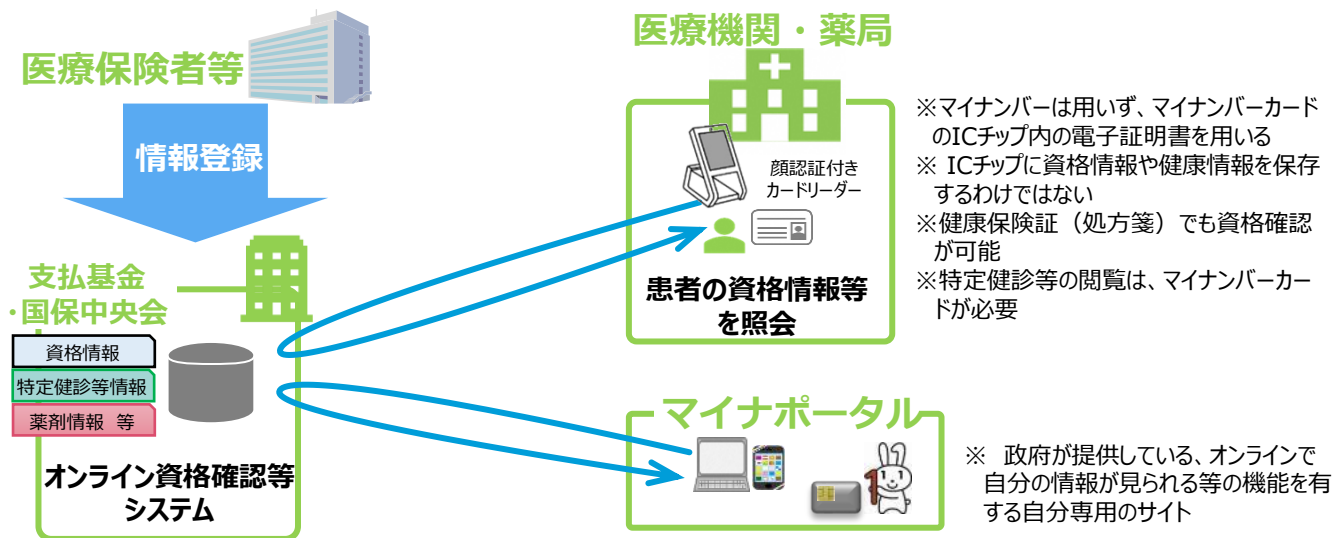 医療保険者等
情報登録
支払基金
・国保中央会
資格情報
特定健診等情報
薬剤情報 等
オンライン資格確認等
システム
医療機関・薬局
顔認証付き
カードリーダー
患者の資格情報等
を照会
※マイナンバーは用いず、マイナンバーカード
のICチップ内の電子証明書を用いる
※ ICチップに資格情報や健康情報を保存
するわけではない
※健康保険証（処方箋）でも資格確認
が可能
※特定健診等の閲覧は、マイナンバーカー
ドが必要
マイナポータル
※ 政府が提供している、オンラインで
自分の情報が見られる等の機能を有
する自分専用のサイト